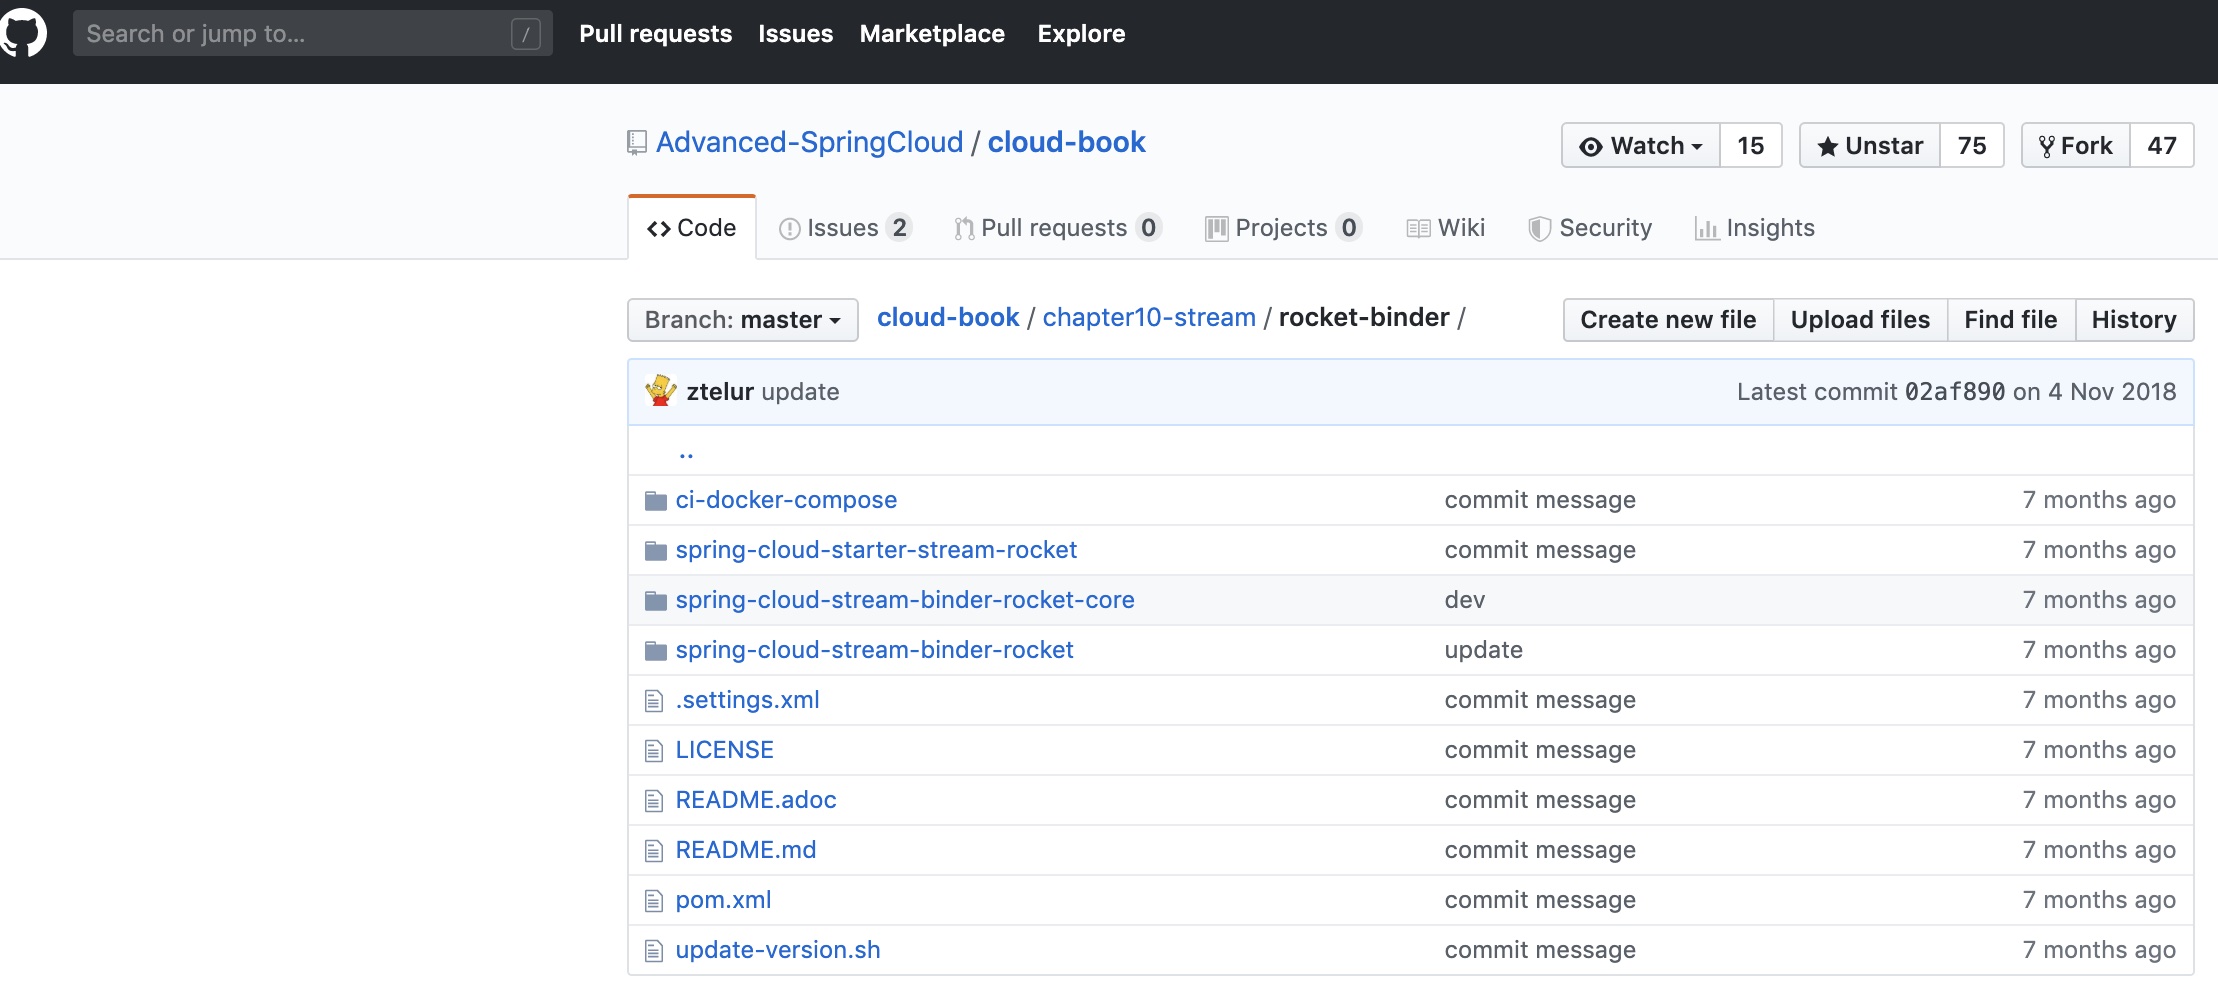 Search or jump to... / Pull requests Issues Marketplace Explore
Advanced-SpringCloud / cloud-book Watch 15 Unstar 75 Fork 47
Code Issues 2 Pull requests 0 Projects 0 Wiki Security Insights
Branch: master cloud-book / chapter10-stream / rocket-binder / Create new file Upload files Find file History
ztelur update Latest commit 02af890 on 4 Nov 2018
..
ci-docker-compose commit message 7 months ago
spring-cloud-starter-stream-rocket commit message 7 months ago
spring-cloud-stream-binder-rocket-core dev 7 months ago
spring-cloud-stream-binder-rocket update 7 months ago
.settings.xml commit message 7 months ago
LICENSE commit message 7 months ago
README.adoc commit message 7 months ago
README.md commit message 7 months ago
pom.xml commit message 7 months ago
update-version.sh commit message 7 months ago